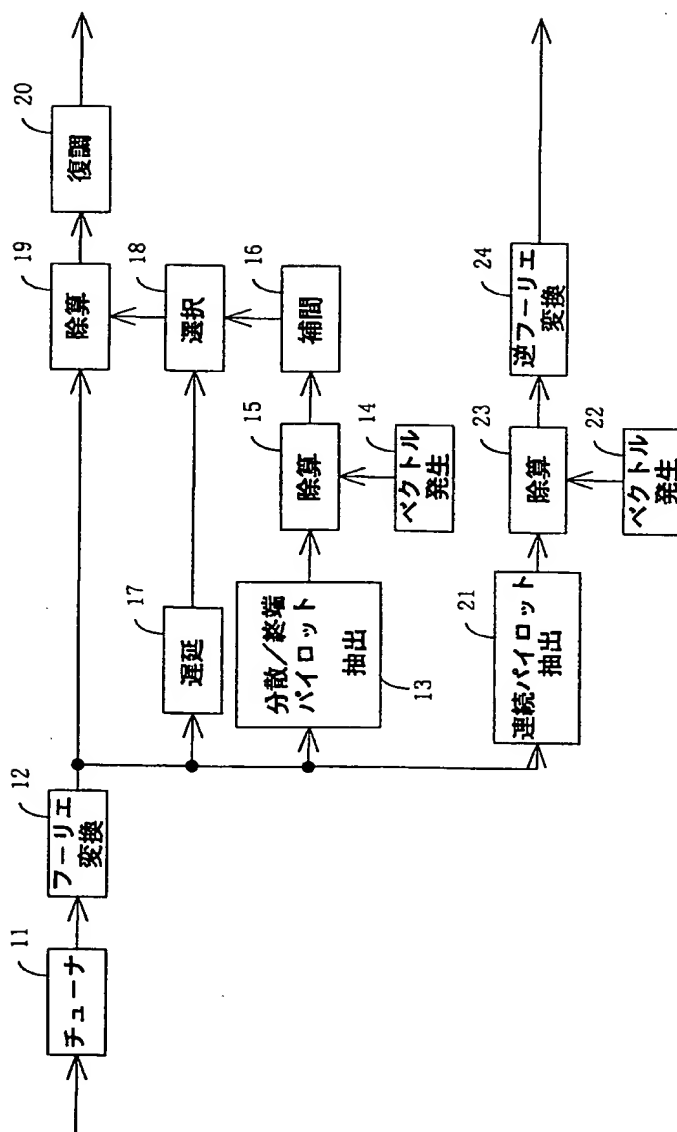 11
チューナ
12
フーリエ
変換
19
除算
20
復調
17
遅延
18
選択
13
分散/終端
パイロット
抽出
15
除算
14
ベクトル
発生
16
補間
21
連続パイロット
抽出
23
除算
22
ベクトル
発生
24
逆フーリエ
変換